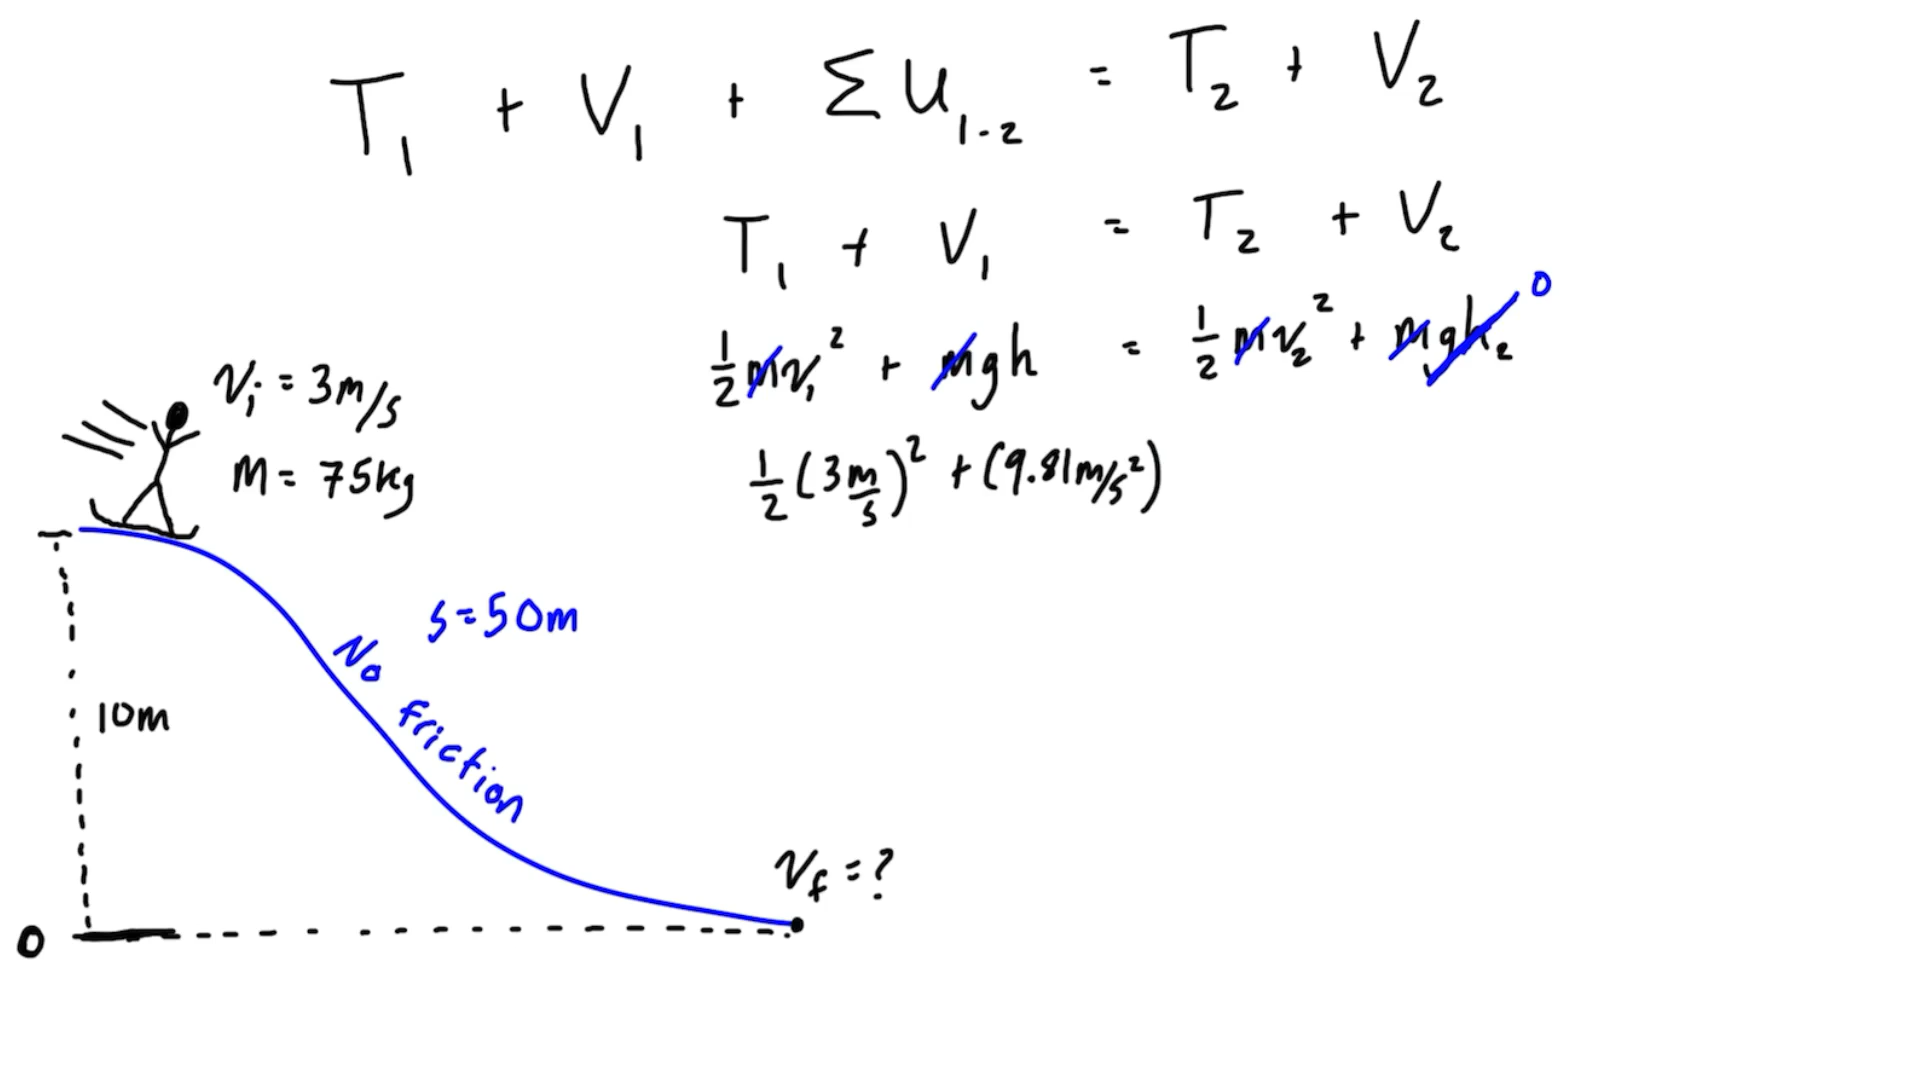 T₁ + V₁ + ΣU₁₋₂ = T₂ + V₂
T₁ + V₁ = T₂ + V₂
½mv₁² + mgh = ½mv₂² + mgh₂ 0
½(3m/s)² + (9.81m/s²)
vᵢ = 3m/s
M = 75kg
s = 50m
No friction
10m
v_f = ?
0